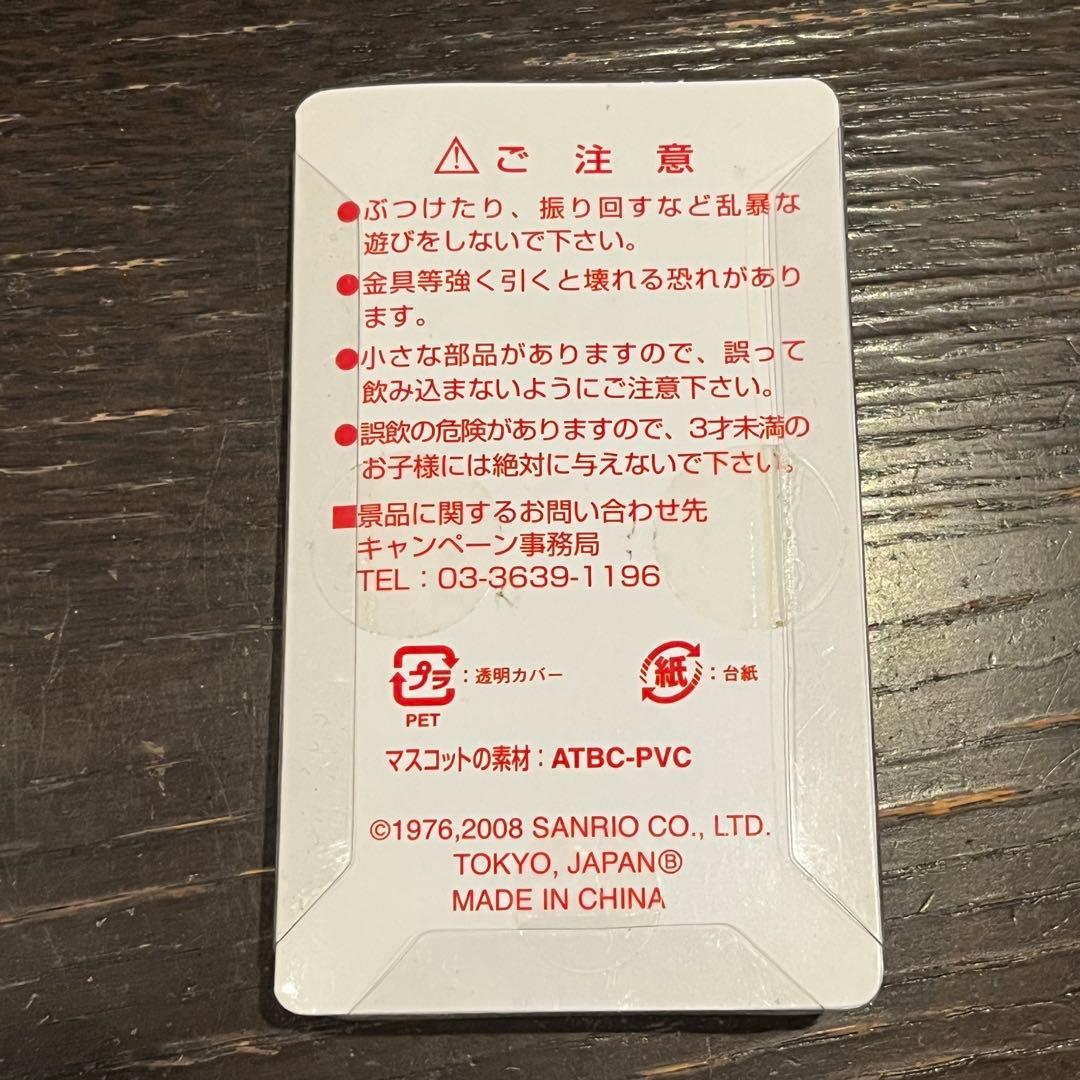 ⚠ご注意
●ぶつけたり、振り回すなど乱暴な
遊びをしないで下さい。
●金具等強く引くと壊れる恐れがあり
ます。
●小さな部品がありますので、誤って
飲み込まないようにご注意下さい。
●誤飲の危険がありますので、3才未満の
お子様には絶対に与えないで下さい。
■景品に関するお問い合わせ先
キャンペーン事務局
TEL：03-3639-1196
プラ：透明カバー
PET
紙：台紙
マスコットの素材：ATBC-PVC
©1976,2008 SANRIO CO., LTD.
TOKYO, JAPANⒷ
MADE IN CHINA